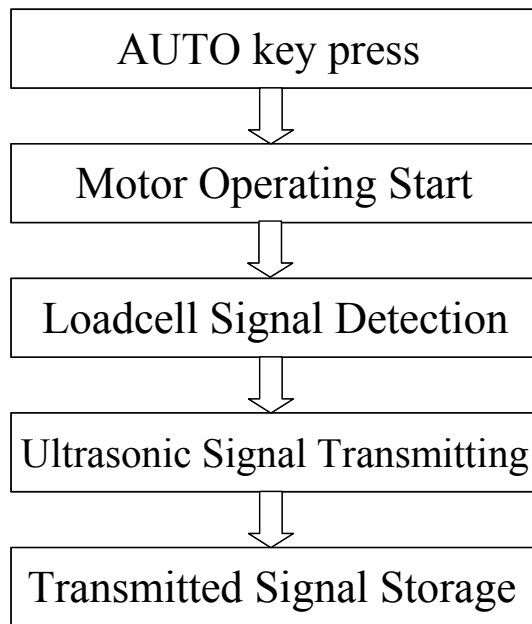 AUTO key press
Motor Operating Start
Loadcell Signal Detection
Ultrasonic Signal Transmitting
Transmitted Signal Storage